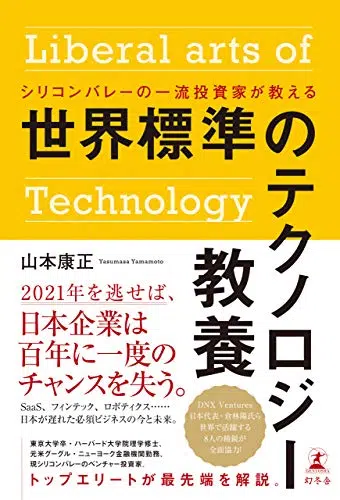 Liberal arts of
シリコンバレーの一流投資家が教える
世界標準の
テクノロジー
教養
Technology
山本康正 Yasumasa Yamamoto
2021年を逃せば、
日本企業は
百年に一度の
チャンスを失う。
SaaS、フィンテック、ロボティクス……
日本が遅れた必須ビジネスの今と未来。
DNX Ventures
日本代表・倉林陽氏ら
世界で活躍する
8人の精鋭が
全面協力!
東京大学卒・ハーバード大学院理学修士、
元米グーグル・ニューヨーク金融機関勤務、
現シリコンバレーのベンチャー投資家。
トップエリートが最先端を解説。
幻冬舎